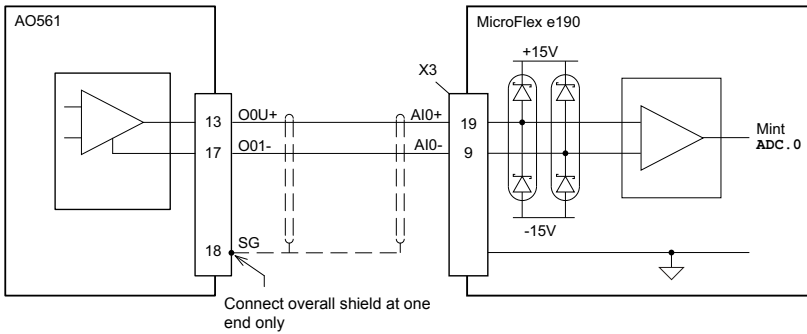 AO561
MicroFlex e190
+15V
X3
13 O0U+ AI0+ 19
17 O01- AI0- 9
Mint
ADC.0
-15V
18 SG
Connect overall shield at one
end only